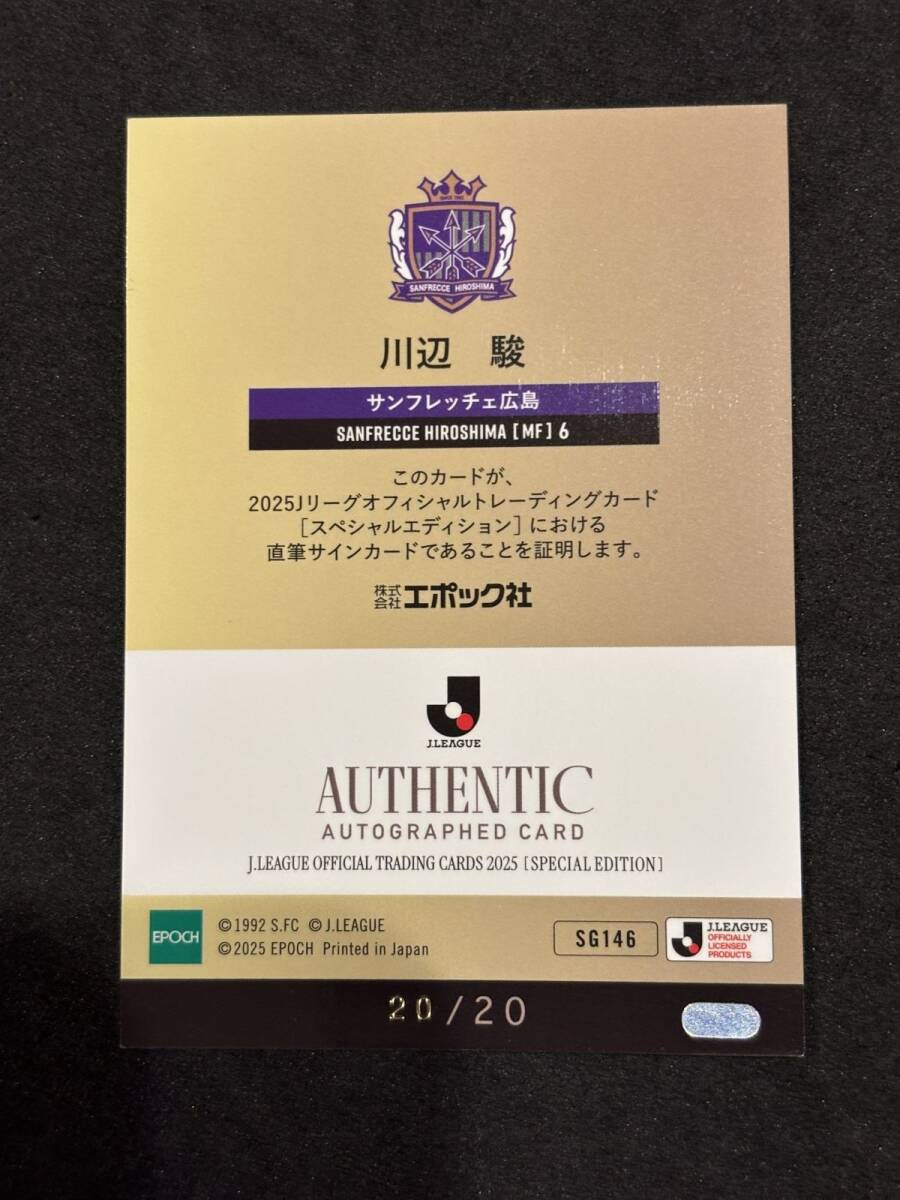 SINCE 1992
SANFRECCE HIROSHIMA
川辺 駿
サンフレッチェ広島
SANFRECCE HIROSHIMA [MF] 6
このカードが、
2025Jリーグオフィシャルトレーディングカード
[スペシャルエディション]における
直筆サインカードであることを証明します。
株式会社エポック社
J.LEAGUE
AUTHENTIC
AUTOGRAPHED CARD
J.LEAGUE OFFICIAL TRADING CARDS 2025 [SPECIAL EDITION]
EPOCH
©1992 S.FC ©J.LEAGUE
©2025 EPOCH Printed in Japan
SG146
J.LEAGUE
OFFICIALLY
LICENSED
PRODUCTS
20/20